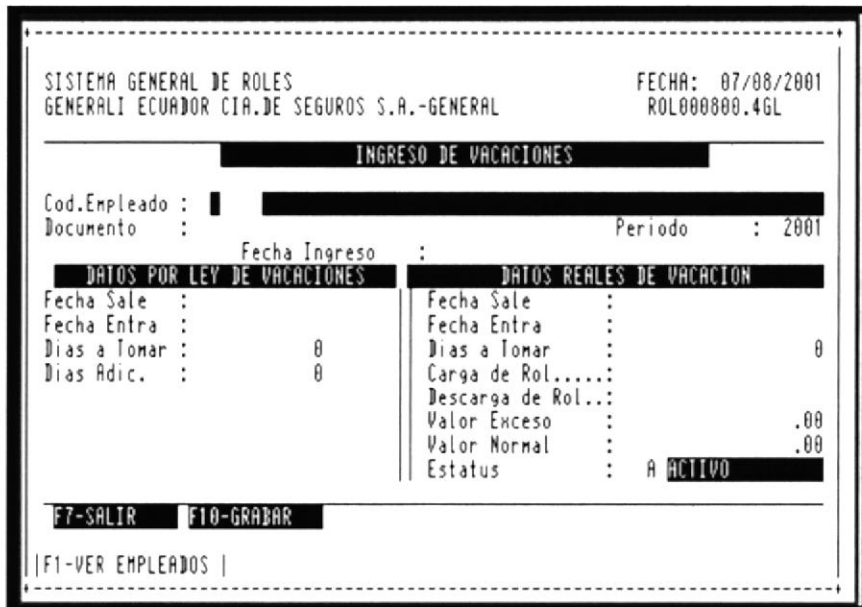 SISTEMA GENERAL DE ROLES FECHA: 07/08/2001
GENERALI ECUADOR CIA.DE SEGUROS S.A.-GENERAL ROL000800.4GL
INGRESO DE VACACIONES
Cod.Empleado :
Documento : Periodo : 2001
Fecha Ingreso :
DATOS POR LEY DE VACACIONES DATOS REALES DE VACACION
Fecha Sale : Fecha Sale :
Fecha Entra : Fecha Entra :
Dias a Tomar : 0 Dias a Tomar : 0
Dias Adic. : 0 Carga de Rol.....:
Descarga de Rol..:
Valor Exceso : .00
Valor Normal : .00
Estatus : A ACTIVO
F7-SALIR F10-GRABAR
|F1-VER EMPLEADOS |